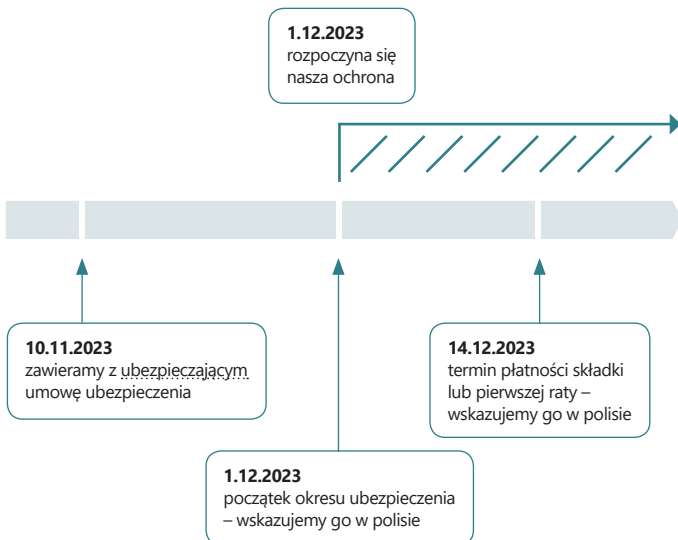 1.12.2023
rozpoczyna się
nasza ochrona
10.11.2023
zawieramy z ubezpieczającym
umowę ubezpieczenia
14.12.2023
termin płatności składki
lub pierwszej raty –
wskazujemy go w polisie
1.12.2023
początek okresu ubezpieczenia
– wskazujemy go w polisie